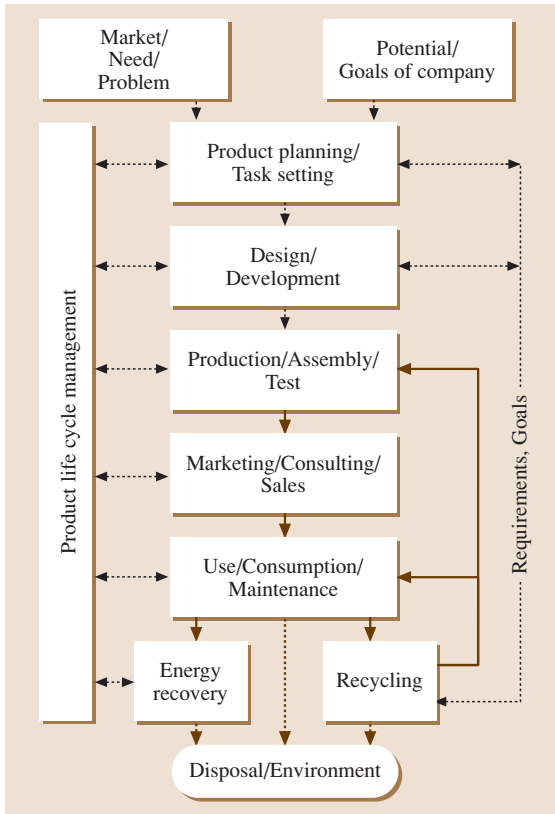 Market/
Need/
Problem
Potential/
Goals of company
Product planning/
Task setting
Design/
Development
Production/Assembly/
Test
Marketing/Consulting/
Sales
Use/Consumption/
Maintenance
Energy
recovery
Recycling
Disposal/Environment
Product life cycle management
Requirements, Goals